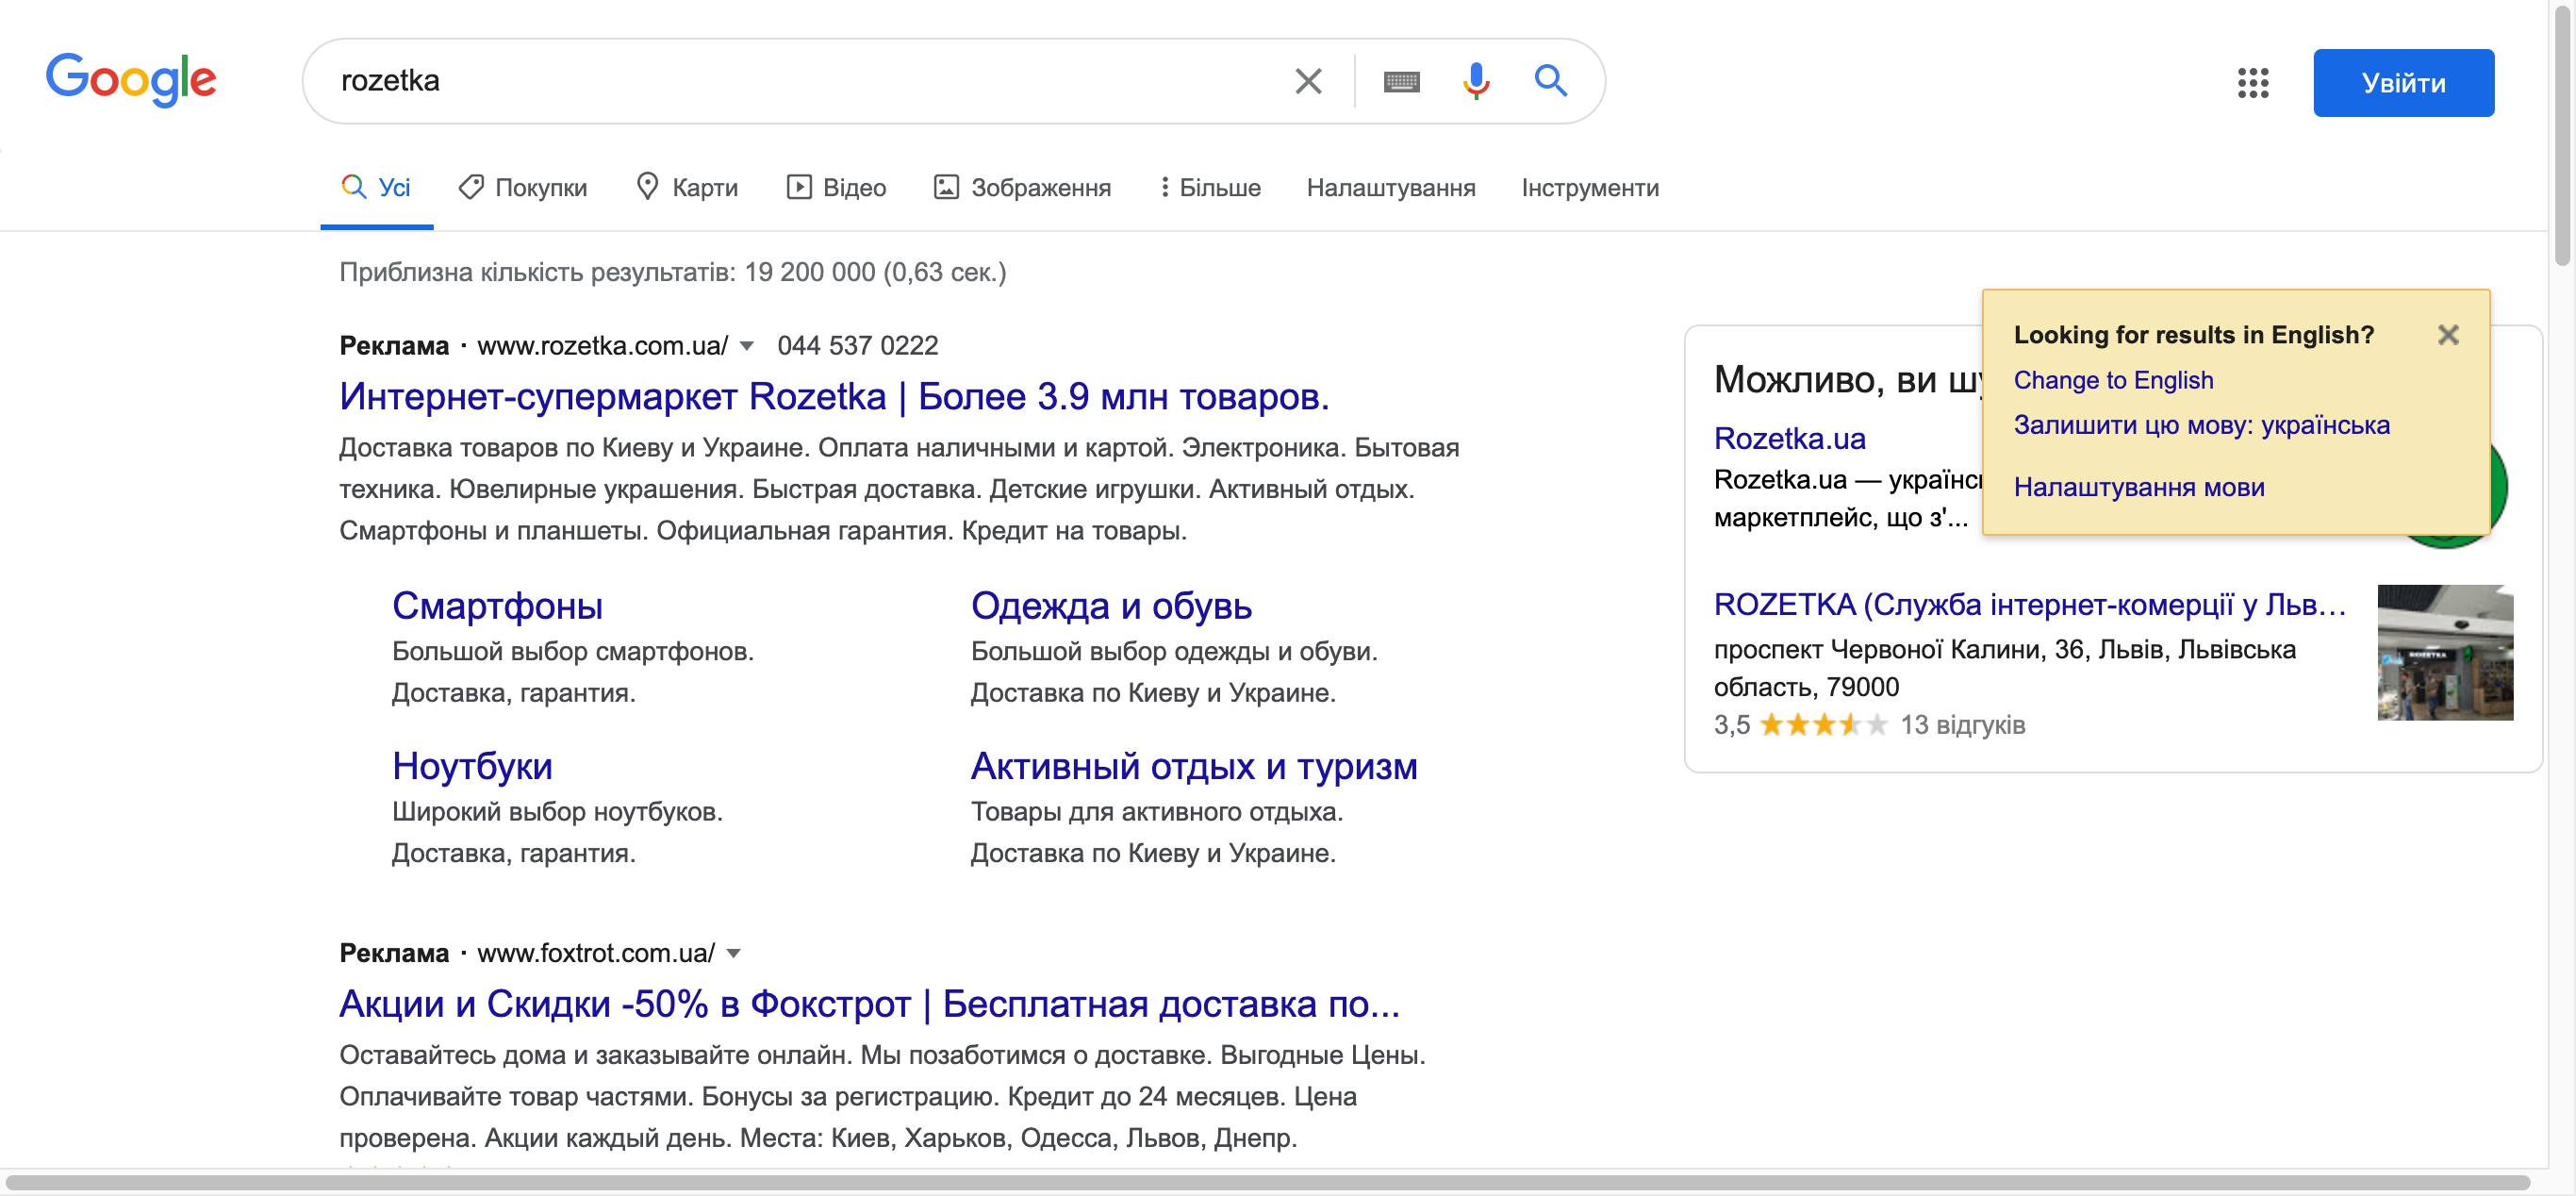 Google
rozetka
Увійти
Усі
Покупки
Карти
Відео
Зображення
Більше
Налаштування
Інструменти
Приблизна кількість результатів: 19 200 000 (0,63 сек.)
Реклама · www.rozetka.com.ua/ 044 537 0222
Интернет-супермаркет Rozetka | Более 3.9 млн товаров.
Доставка товаров по Киеву и Украине. Оплата наличными и картой. Электроника. Бытовая
техника. Ювелирные украшения. Быстрая доставка. Детские игрушки. Активный отдых.
Смартфоны и планшеты. Официальная гарантия. Кредит на товары.
Смартфоны
Большой выбор смартфонов.
Доставка, гарантия.
Одежда и обувь
Большой выбор одежды и обуви.
Доставка по Киеву и Украине.
Ноутбуки
Широкий выбор ноутбуков.
Доставка, гарантия.
Активный отдых и туризм
Товары для активного отдыха.
Доставка по Киеву и Украине.
Реклама · www.foxtrot.com.ua/
Акции и Скидки -50% в Фокстрот | Бесплатная доставка по...
Оставайтесь дома и заказывайте онлайн. Мы позаботимся о доставке. Выгодные Цены.
Оплачивайте товар частями. Бонусы за регистрацию. Кредит до 24 месяцев. Цена
проверена. Акции каждый день. Места: Киев, Харьков, Одесса, Львов, Днепр.
Looking for results in English?
Change to English
Залишити цю мову: українська
Налаштування мови
Можливо, ви
Rozetka.ua
Rozetka.ua —
маркетплейс, що з'...
ROZETKA (Служба інтернет-комерції у Льв...
проспект Червоної Калини, 36, Львів, Львівська
область, 79000
3,5 13 відгуків